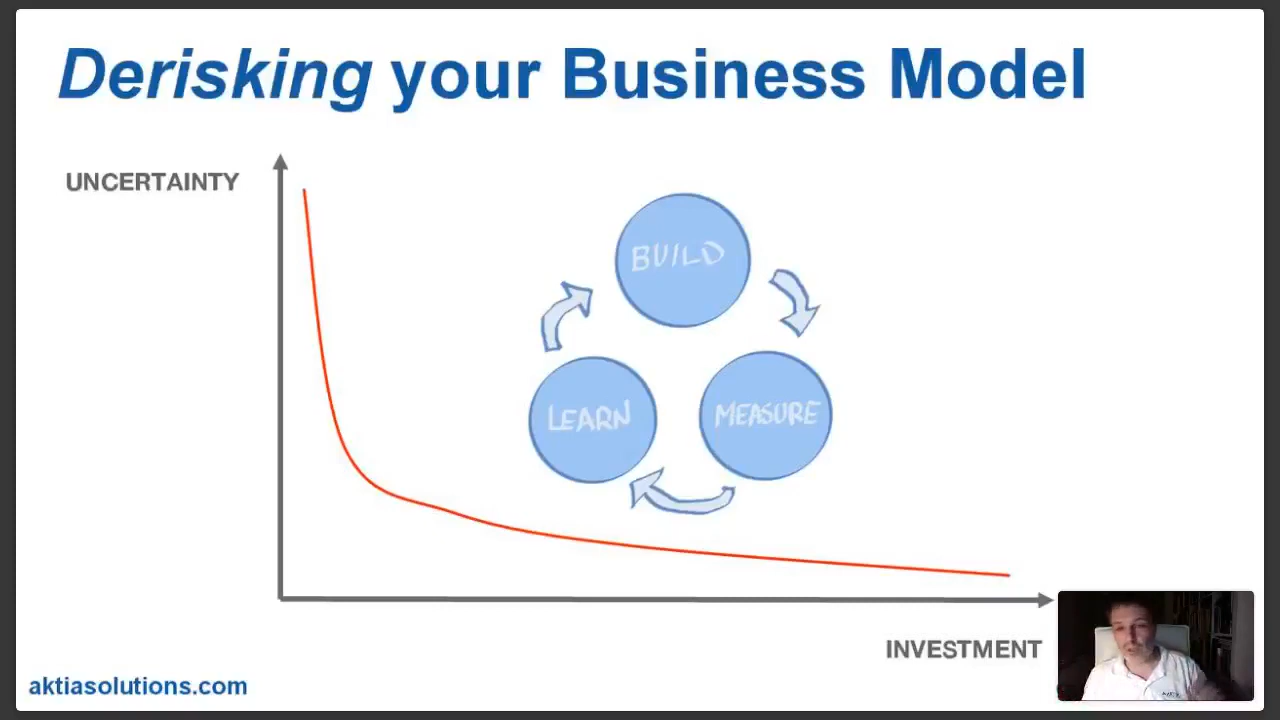 Derisking your Business Model
UNCERTAINTY
BUILD
LEARN
MEASURE
INVESTMENT
aktiasolutions.com